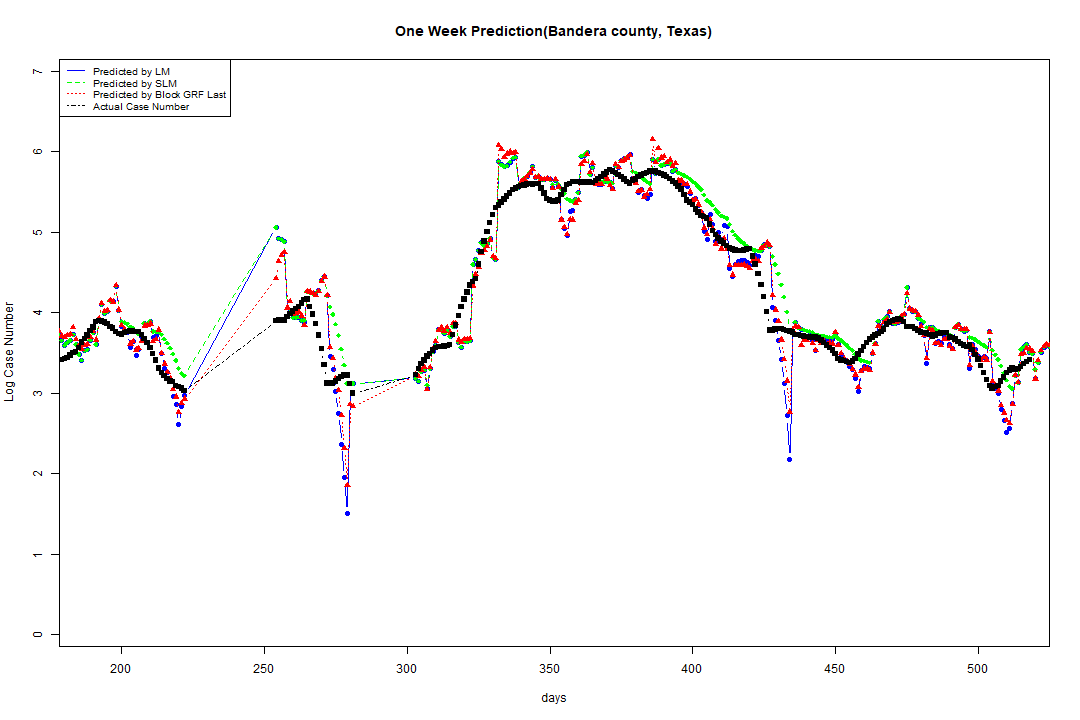 One Week Prediction(Bandera county, Texas)
Predicted by LM
Predicted by SLM
Predicted by Block GRF Last
Actual Case Number
7
6
5
4
3
2
1
0
Log Case Number
200 250 300 350 400 450 500
days